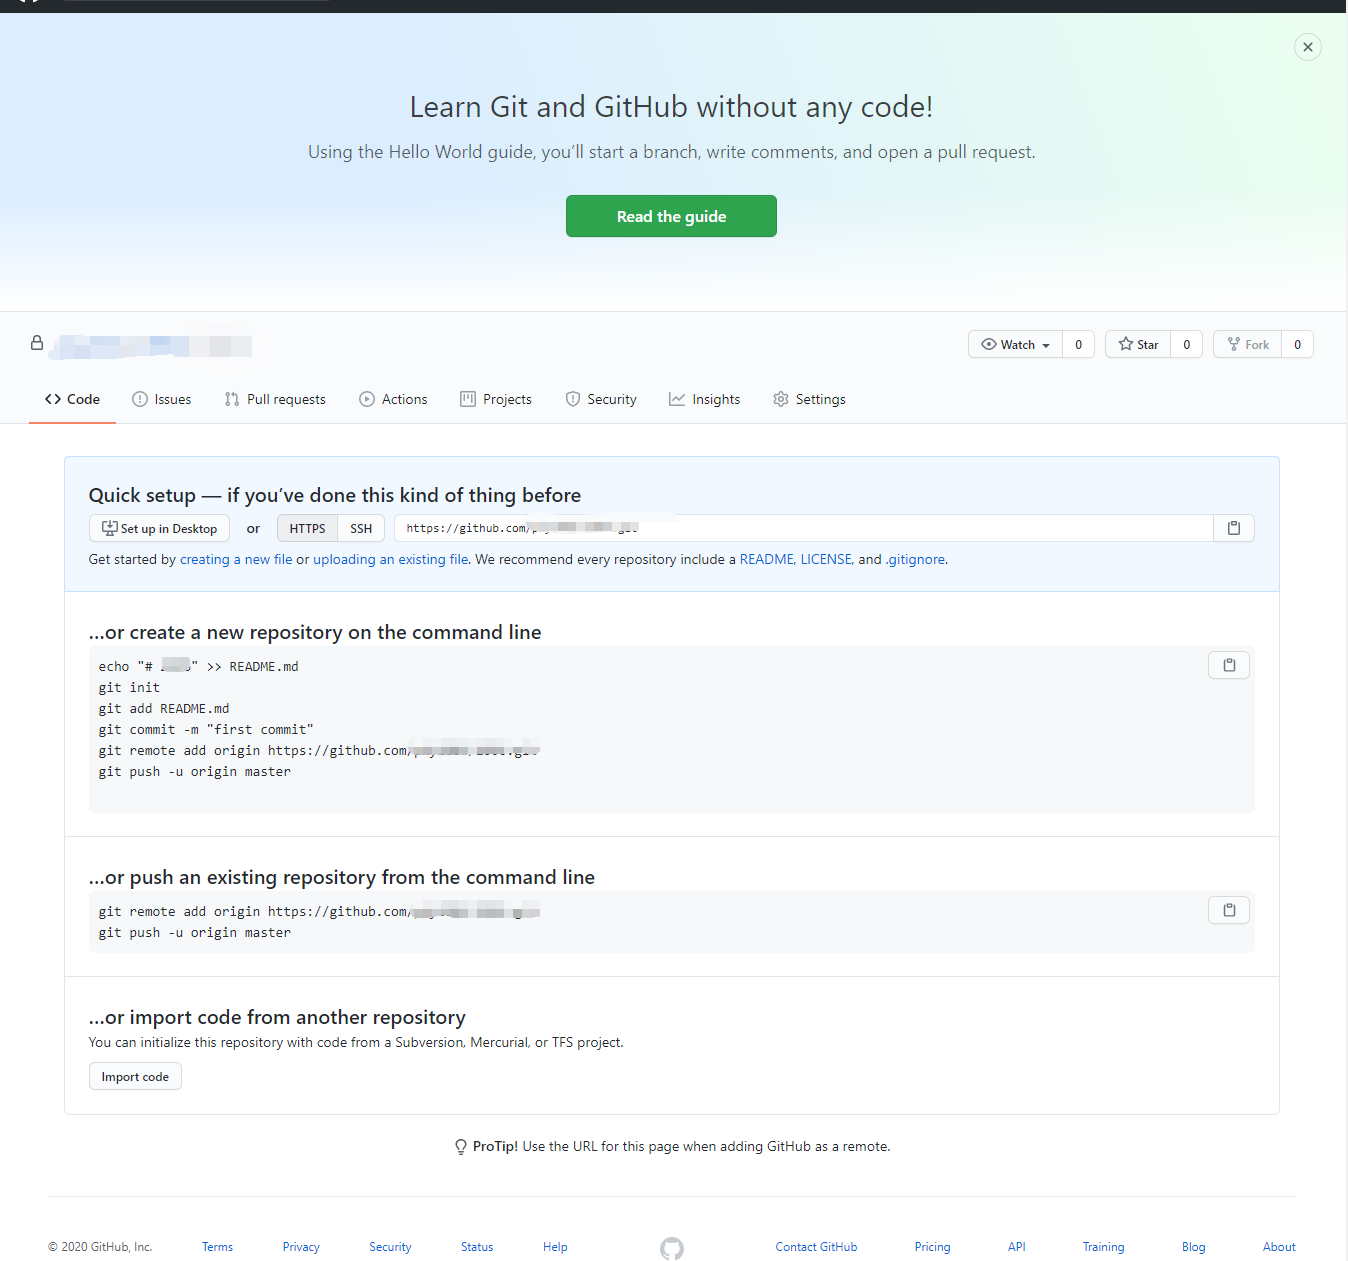 Learn Git and GitHub without any code!
Using the Hello World guide, you’ll start a branch, write comments, and open a pull request.
Read the guide
Watch 0 Star 0 Fork 0
Code Issues Pull requests Actions Projects Security Insights Settings
Quick setup — if you’ve done this kind of thing before
Set up in Desktop or HTTPS SSH https://github.com/
Get started by creating a new file or uploading an existing file. We recommend every repository include a README, LICENSE, and .gitignore.
…or create a new repository on the command line
echo "# " >> README.md
git init
git add README.md
git commit -m "first commit"
git remote add origin https://github.com/
git push -u origin master
…or push an existing repository from the command line
git remote add origin https://github.com/
git push -u origin master
…or import code from another repository
You can initialize this repository with code from a Subversion, Mercurial, or TFS project.
Import code
ProTip! Use the URL for this page when adding GitHub as a remote.
© 2020 GitHub, Inc. Terms Privacy Security Status Help Contact GitHub Pricing API Training Blog About